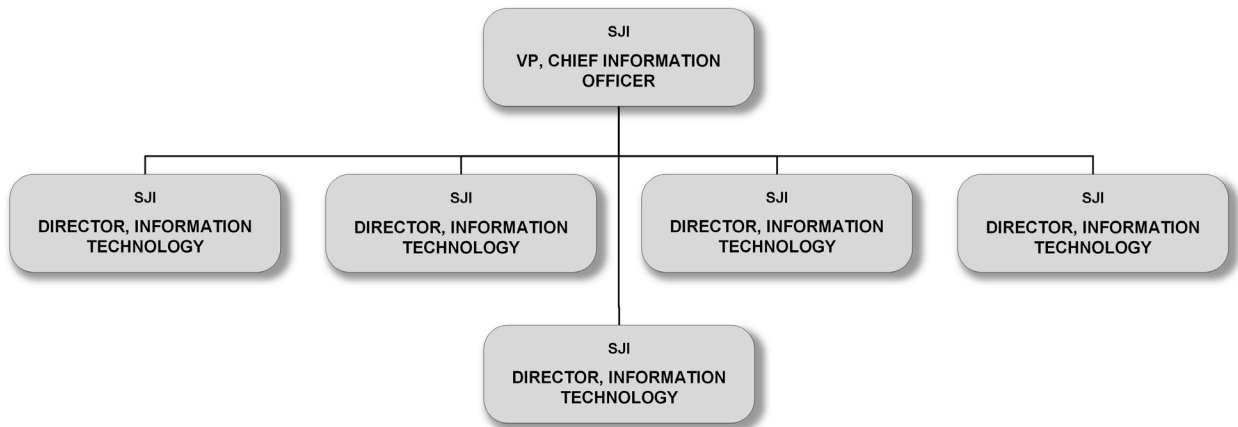 SJI
VP, CHIEF INFORMATION
OFFICER
SJI
DIRECTOR, INFORMATION
TECHNOLOGY
SJI
DIRECTOR, INFORMATION
TECHNOLOGY
SJI
DIRECTOR, INFORMATION
TECHNOLOGY
SJI
DIRECTOR, INFORMATION
TECHNOLOGY
SJI
DIRECTOR, INFORMATION
TECHNOLOGY